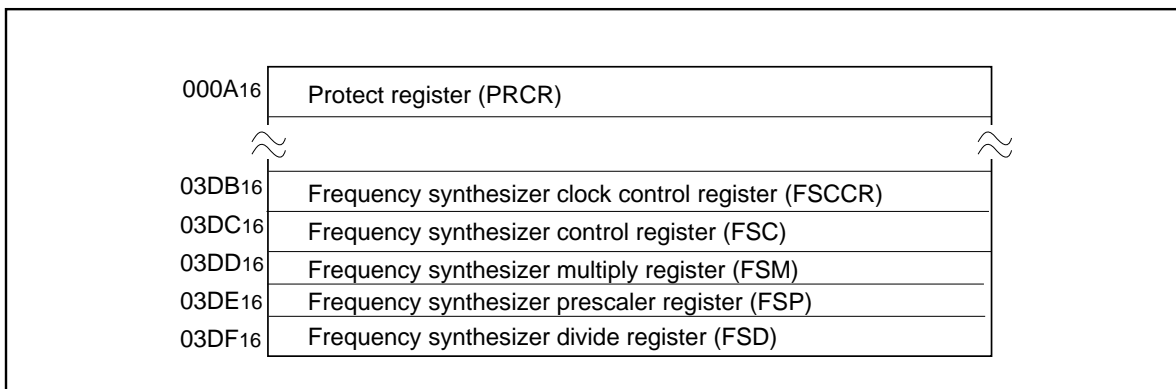 000A16 Protect register (PRCR)
03DB16 Frequency synthesizer clock control register (FSCCR)
03DC16 Frequency synthesizer control register (FSC)
03DD16 Frequency synthesizer multiply register (FSM)
03DE16 Frequency synthesizer prescaler register (FSP)
03DF16 Frequency synthesizer divide register (FSD)